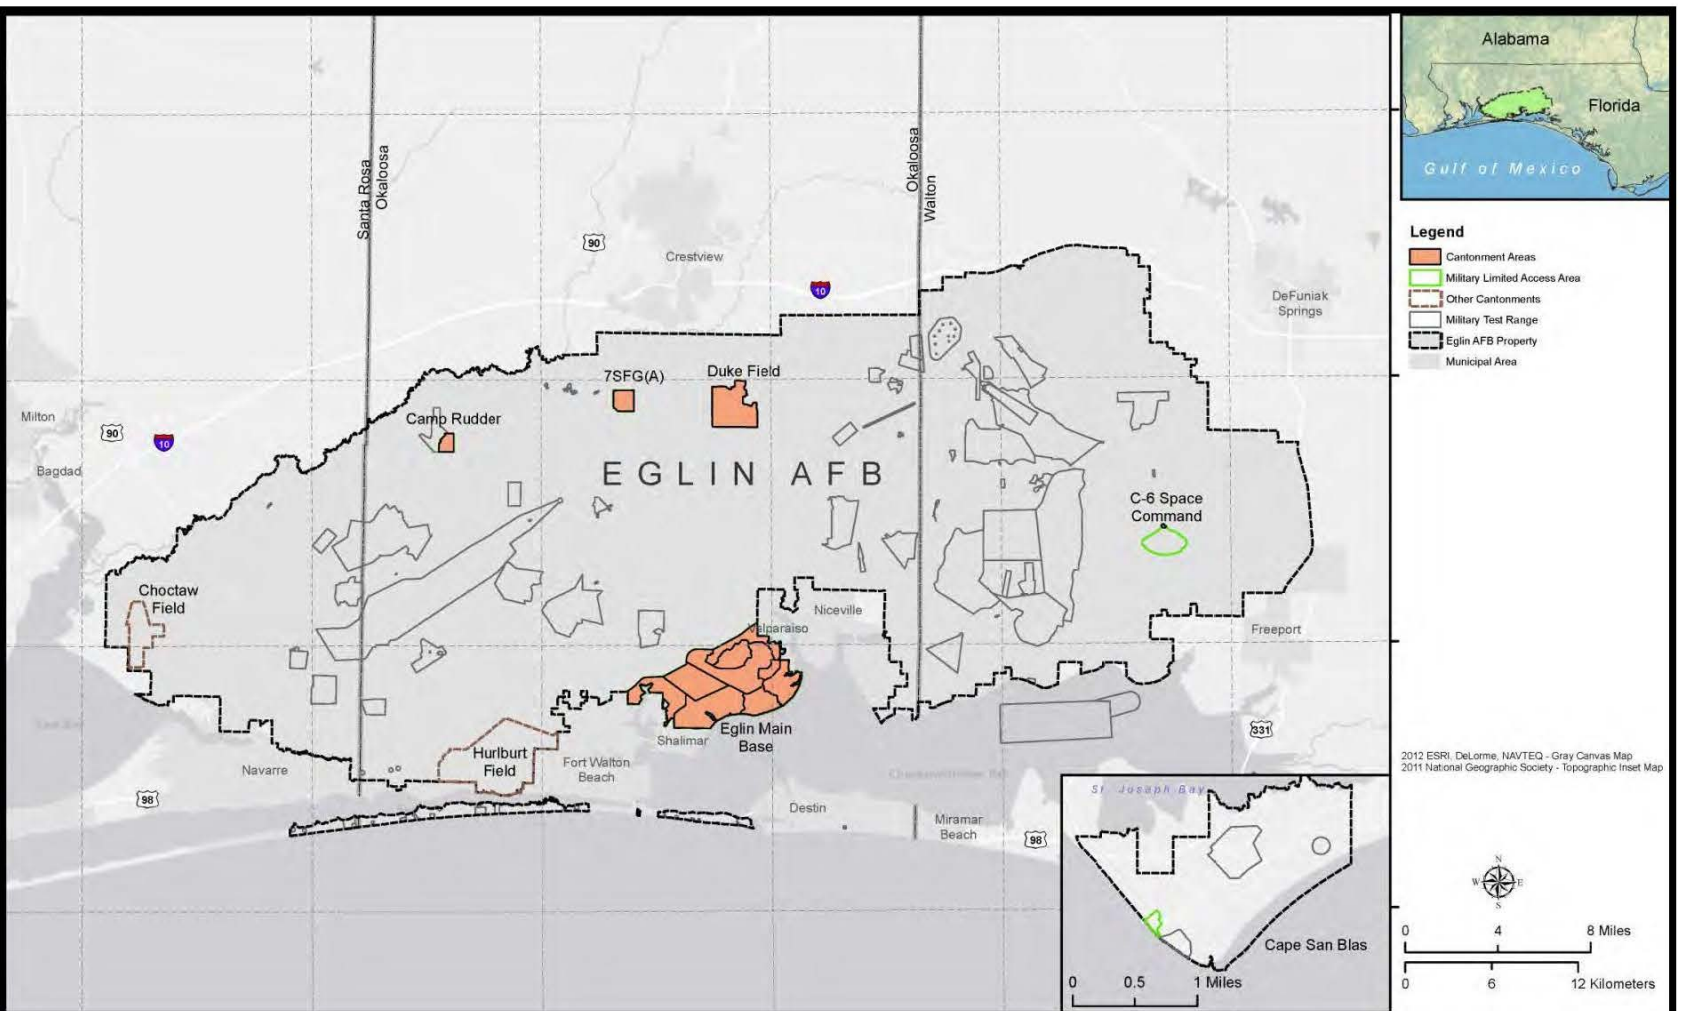 Santa Rosa
Okaloosa
Okaloosa
Walton
90
Crestview
10
DeFuniak
Springs
7SFG(A)
Duke Field
Camp Rudder
Milton
90
10
Bagdad
EGLIN AFB
C-6 Space
Command
Choctaw
Field
Niceville
Valparaiso
Freeport
Eglin Main
Base
Shalimar
331
Hurlburt
Field
Fort Walton
Beach
Navarre
98
Destin
Miramar
Beach
98
St. Joseph Bay
Cape San Blas
0 0.5 1 Miles
Alabama
Florida
Gulf of Mexico
Legend
Cantonment Areas
Military Limited Access Area
Other Cantonments
Military Test Range
Eglin AFB Property
Municipal Area
2012 ESRI, DeLorme, NAVTEQ - Gray Canvas Map
2011 National Geographic Society - Topographic Inset Map
N
W E
S
0 4 8 Miles
0 6 12 Kilometers